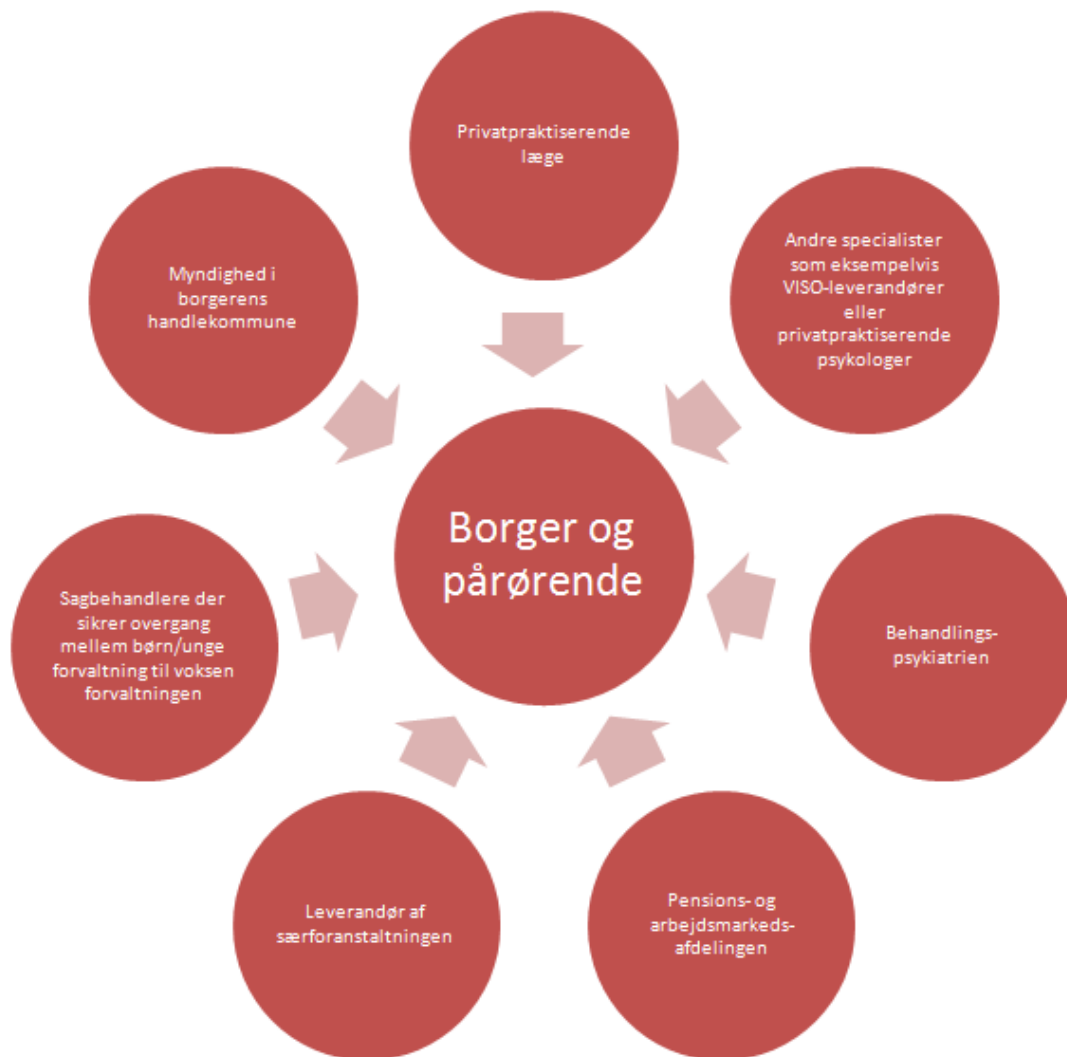 Privatpraktiserende
læge
Andre specialister
som eksempelvis
VISO-leverandører
eller
privatpraktiserende
psykologer
Behandlings-
psykiatrien
Pensions- og
arbejdsmarkeds-
afdelingen
Leverandør af
særforanstaltningen
Sagbehandlere der
sikrer overgang
mellem børn/unge
forvaltning til voksen
forvaltningen
Myndighed i
borgerens
handlekommune
Borger og
pårørende